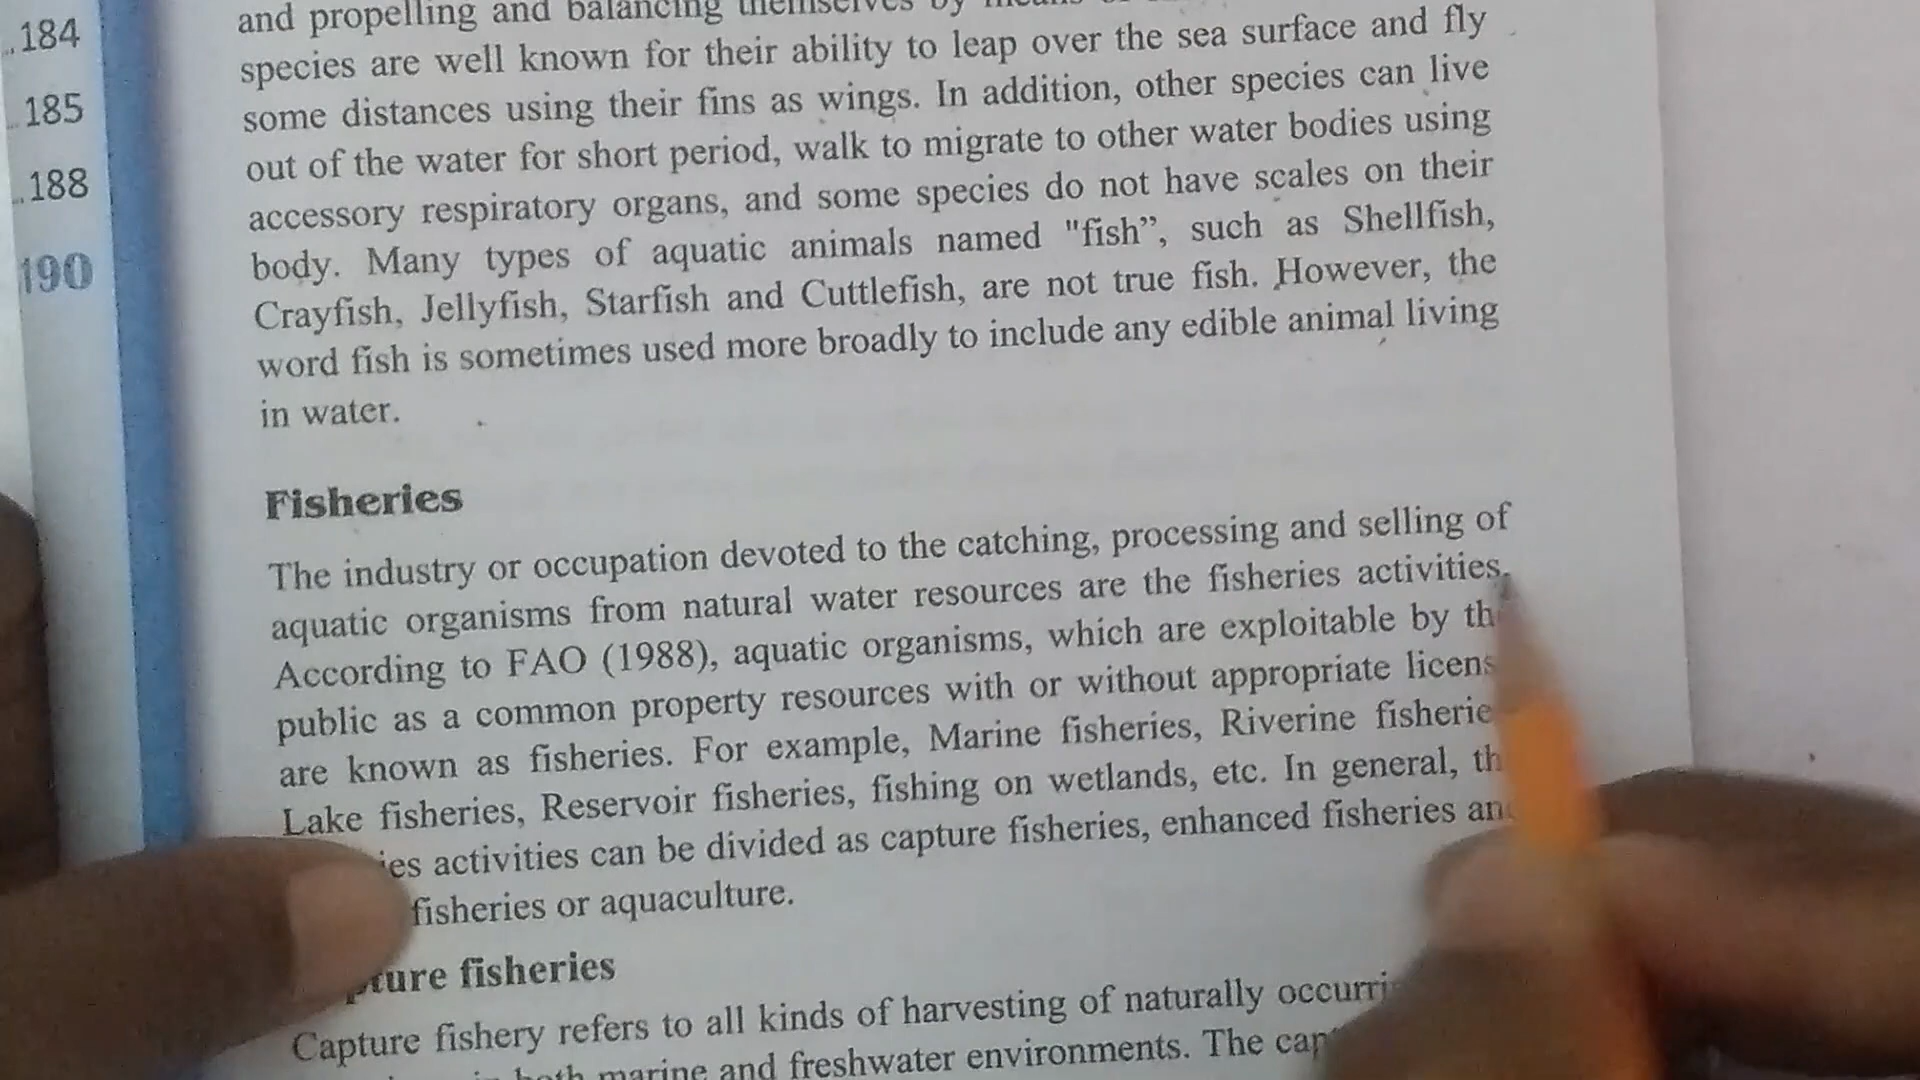 184
185
188
190
and propelling and balancing themselves by means
species are well known for their ability to leap over the sea surface and fly
some distances using their fins as wings. In addition, other species can live
out of the water for short period, walk to migrate to other water bodies using
accessory respiratory organs, and some species do not have scales on their
body. Many types of aquatic animals named "fish”, such as Shellfish,
Crayfish, Jellyfish, Starfish and Cuttlefish, are not true fish. However, the
word fish is sometimes used more broadly to include any edible animal living
in water.
Fisheries
The industry or occupation devoted to the catching, processing and selling of
aquatic organisms from natural water resources are the fisheries activities.
According to FAO (1988), aquatic organisms, which are exploitable by
public as a common property resources with or without appropriate
are known as fisheries. For example, Marine fisheries, Riverine
Lake fisheries, Reservoir fisheries, fishing on wetlands, etc. In general,
activities can be divided as capture fisheries, enhanced fisheries
fisheries or aquaculture.
fisheries
Capture fishery refers to all kinds of harvesting of naturally
both marine and freshwater environments. The